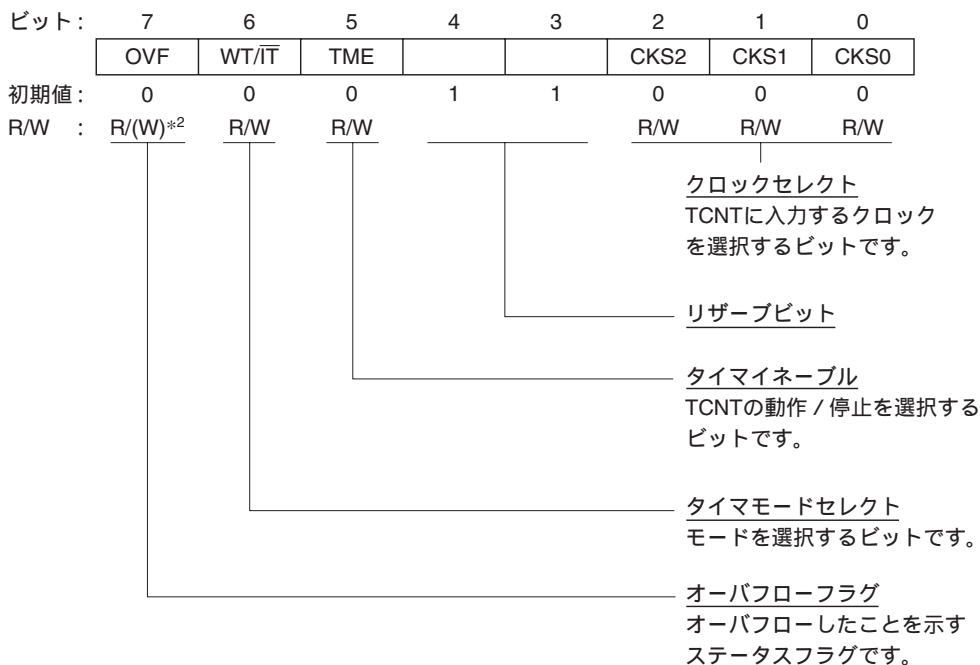 ビット : 7 6 5 4 3 2 1 0
OVF WT/I̅T̅ TME CKS2 CKS1 CKS0
初期値 : 0 0 0 1 1 0 0 0
R/W : R/(W)*2 R/W R/W R/W R/W R/W
クロックセレクト
TCNTに入力するクロック
を選択するビットです。
リザーブビット
タイマイネーブル
TCNTの動作 / 停止を選択する
ビットです。
タイマモードセレクト
モードを選択するビットです。
オーバフローフラグ
オーバフローしたことを示す
ステータスフラグです。